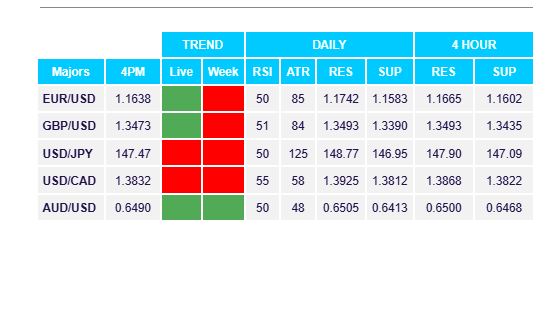 TREND DAILY 4 HOUR
Majors 4PM Live Week RSI ATR RES SUP RES SUP
EUR/USD 1.1638 50 85 1.1742 1.1583 1.1665 1.1602
GBP/USD 1.3473 51 84 1.3493 1.3390 1.3493 1.3435
USD/JPY 147.47 50 125 148.77 146.95 147.90 147.09
USD/CAD 1.3832 55 58 1.3925 1.3812 1.3868 1.3822
AUD/USD 0.6490 50 48 0.6505 0.6413 0.6500 0.6468